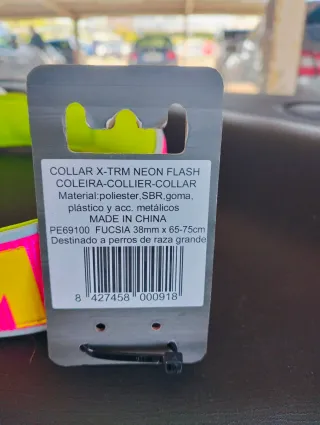 COLLAR X-TRM NEON FLASH
COLEIRA-COLLIER-COLLAR
Material:poliester,SBR,goma,
plástico y acc. metálicos
MADE IN CHINA
PE69100 FUCSIA 38mm x 65-75cm
Destinado a perros de raza grande
8 427458 000918